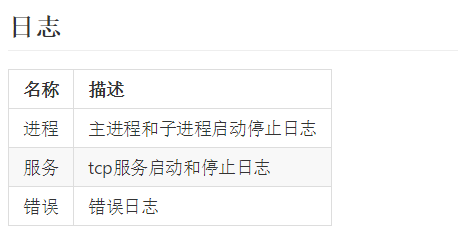 日志
名称 描述
进程 主进程和子进程启动停止日志
服务 tcp服务启动和停止日志
错误 错误日志